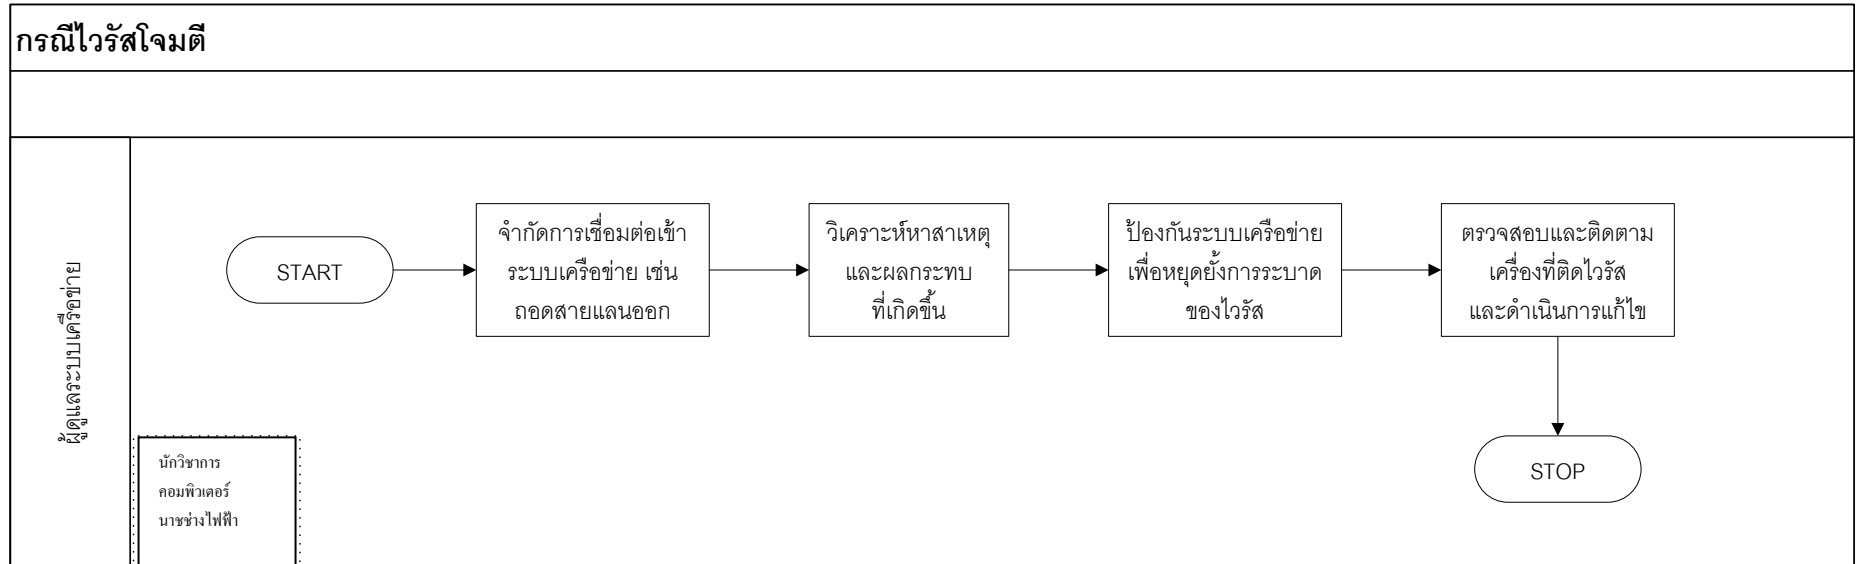 กรณีไวรัสโจมตี
ผู้ดูแลระบบเครือข่าย
START
จำกัดการเชื่อมต่อเข้า
ระบบเครือข่าย เช่น
ถอดสายแลนออก
วิเคราะห์หาสาเหตุ
และผลกระทบ
ที่เกิดขึ้น
ป้องกันระบบเครือข่าย
เพื่อหยุดยั้งการระบาด
ของไวรัส
ตรวจสอบและติดตาม
เครื่องที่ติดไวรัส
และดำเนินการแก้ไข
STOP
นักวิชาการ
คอมพิวเตอร์
นาชช่างไฟฟ้า